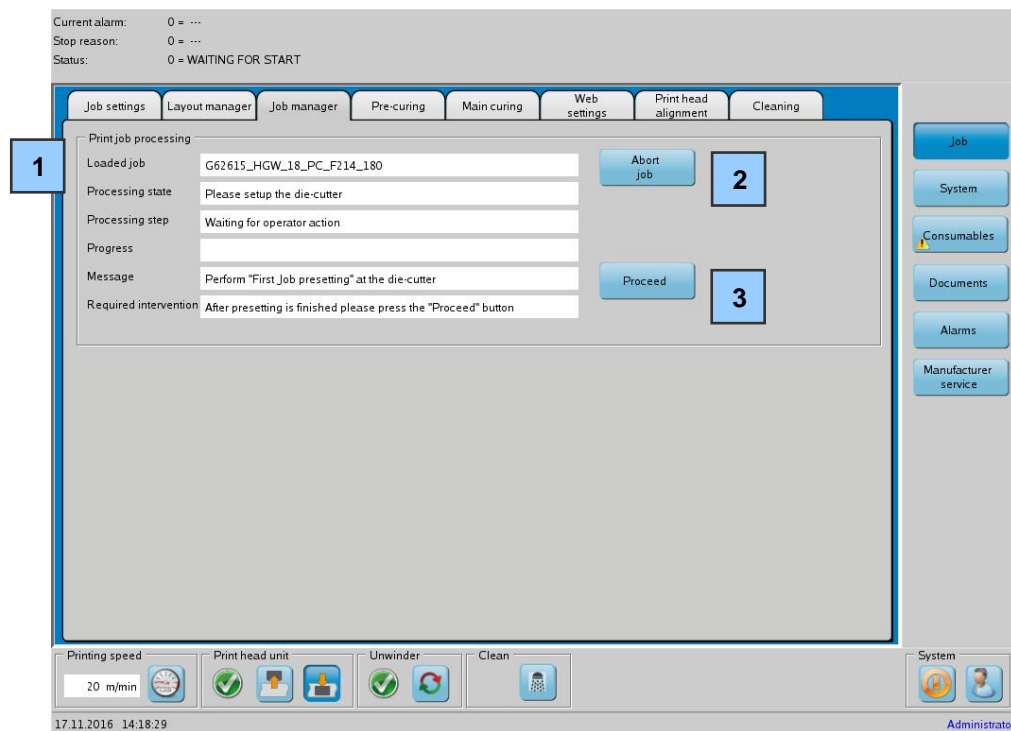 Current alarm: 0 = ---
Stop reason: 0 = ---
Status: 0 = WAITING FOR START
Job settings Layout manager Job manager Pre-curing Main curing Web settings Print head alignment Cleaning
Print job processing
1
Loaded job G62615_HGW_18_PC_F214_180
Abort
job
2
Processing state Please setup the die-cutter
Processing step Waiting for operator action
Progress
Message Perform "First Job presetting" at the die-cutter
Proceed
3
Required intervention After presetting is finished please press the "Proceed" button
Job
System
Consumables
Documents
Alarms
Manufacturer
service
Printing speed Print head unit Unwinder Clean System
20 m/min
17.11.2016 14:18:29 Administrato